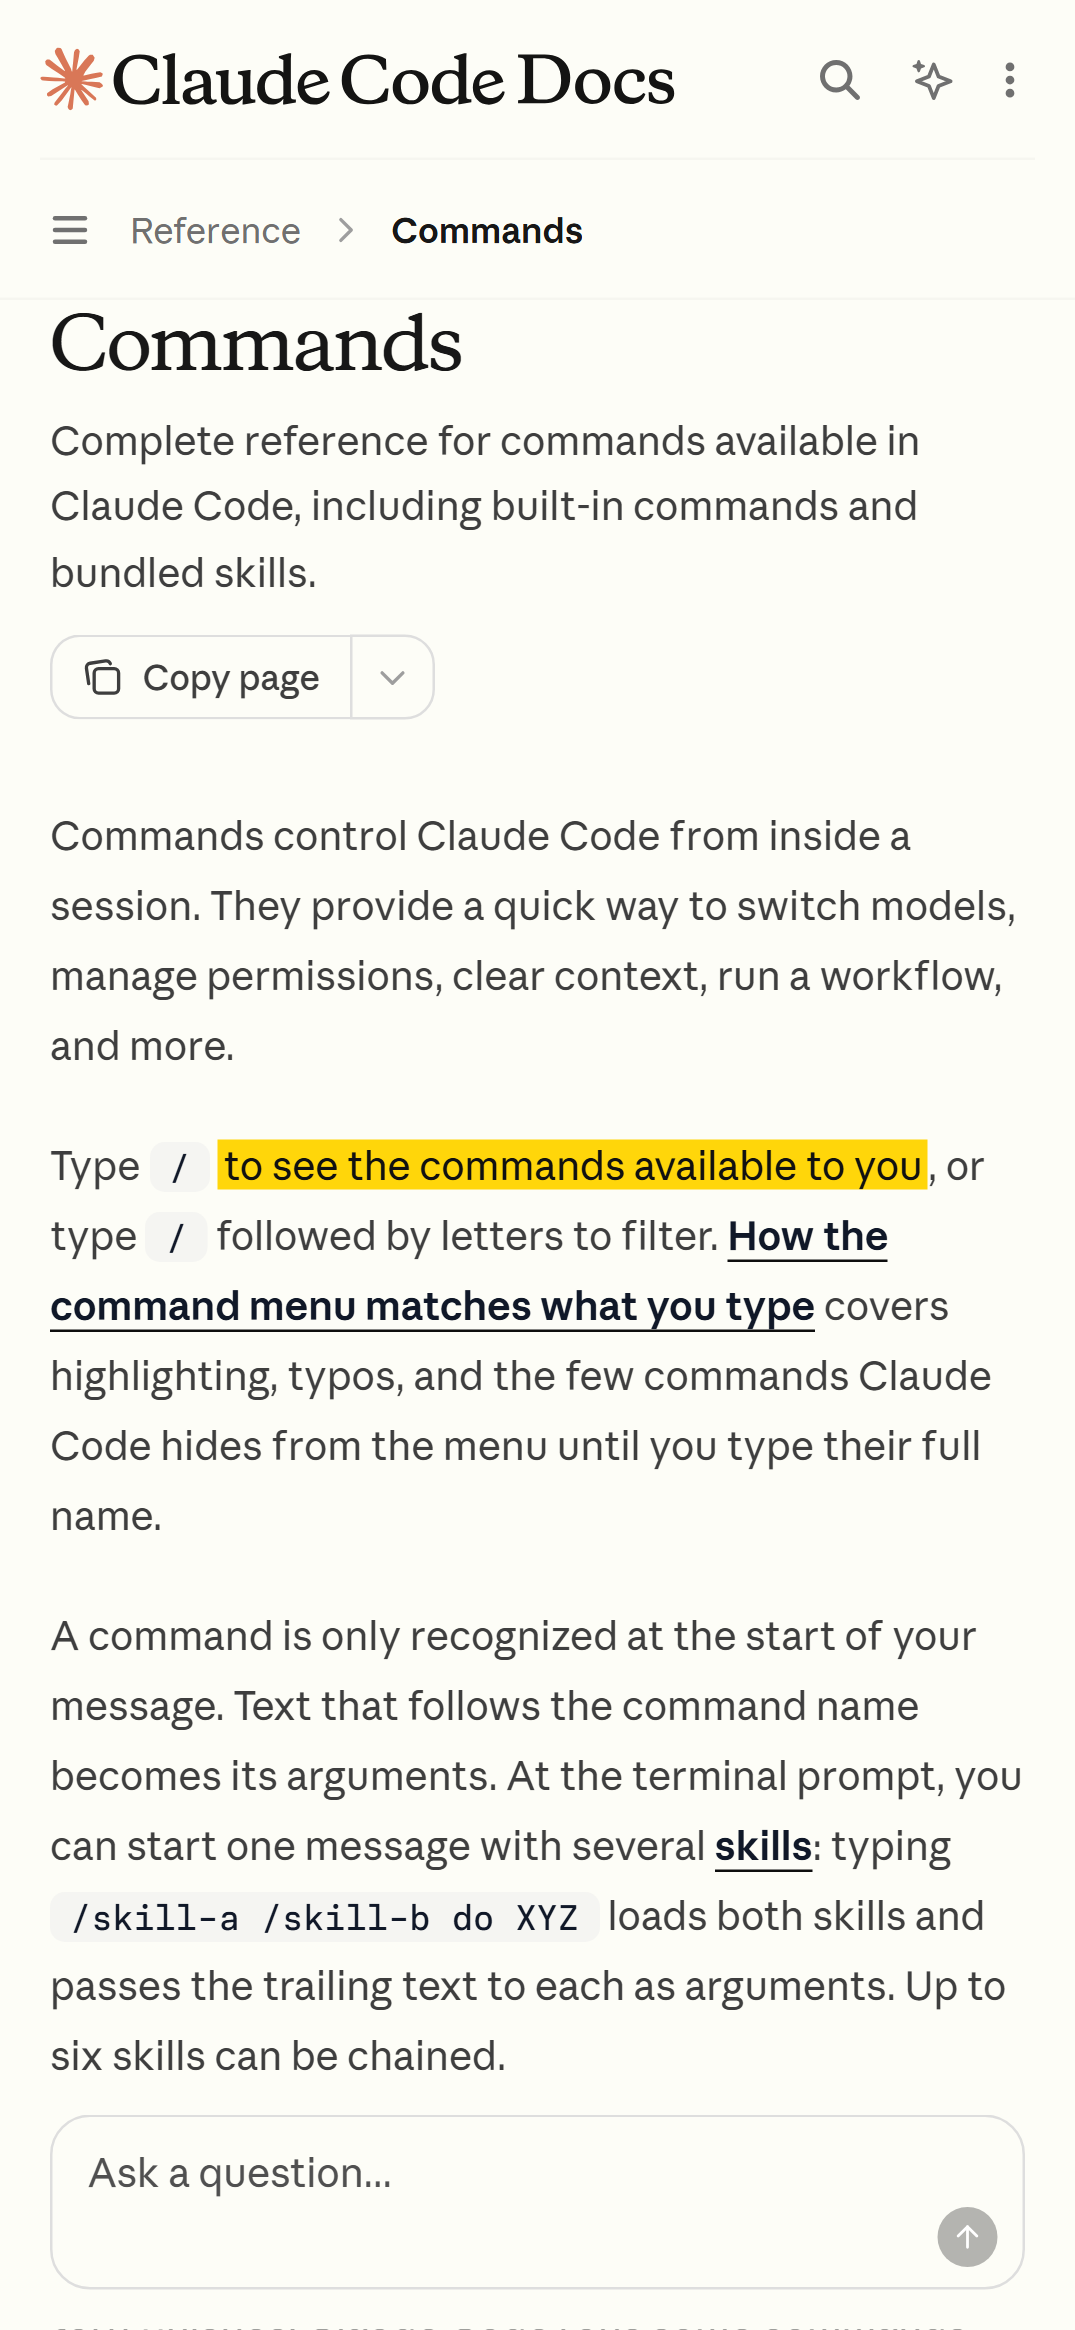 Claude Code Docs
Reference > Commands
Commands
Complete reference for commands available in
Claude Code, including built-in commands and
bundled skills.
Copy page
Commands control Claude Code from inside a
session. They provide a quick way to switch models,
manage permissions, clear context, run a workflow,
and more.
Type / to see the commands available to you, or
type / followed by letters to filter. How the
command menu matches what you type covers
highlighting, typos, and the few commands Claude
Code hides from the menu until you type their full
name.
A command is only recognized at the start of your
message. Text that follows the command name
becomes its arguments. At the terminal prompt, you
can start one message with several skills: typing
/skill-a /skill-b do XYZ loads both skills and
passes the trailing text to each as arguments. Up to
six skills can be chained.
Ask a question...